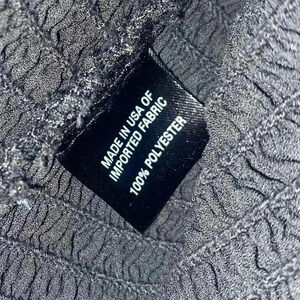 MADE IN USA OF
IMPORTED FABRIC
100% POLYESTER